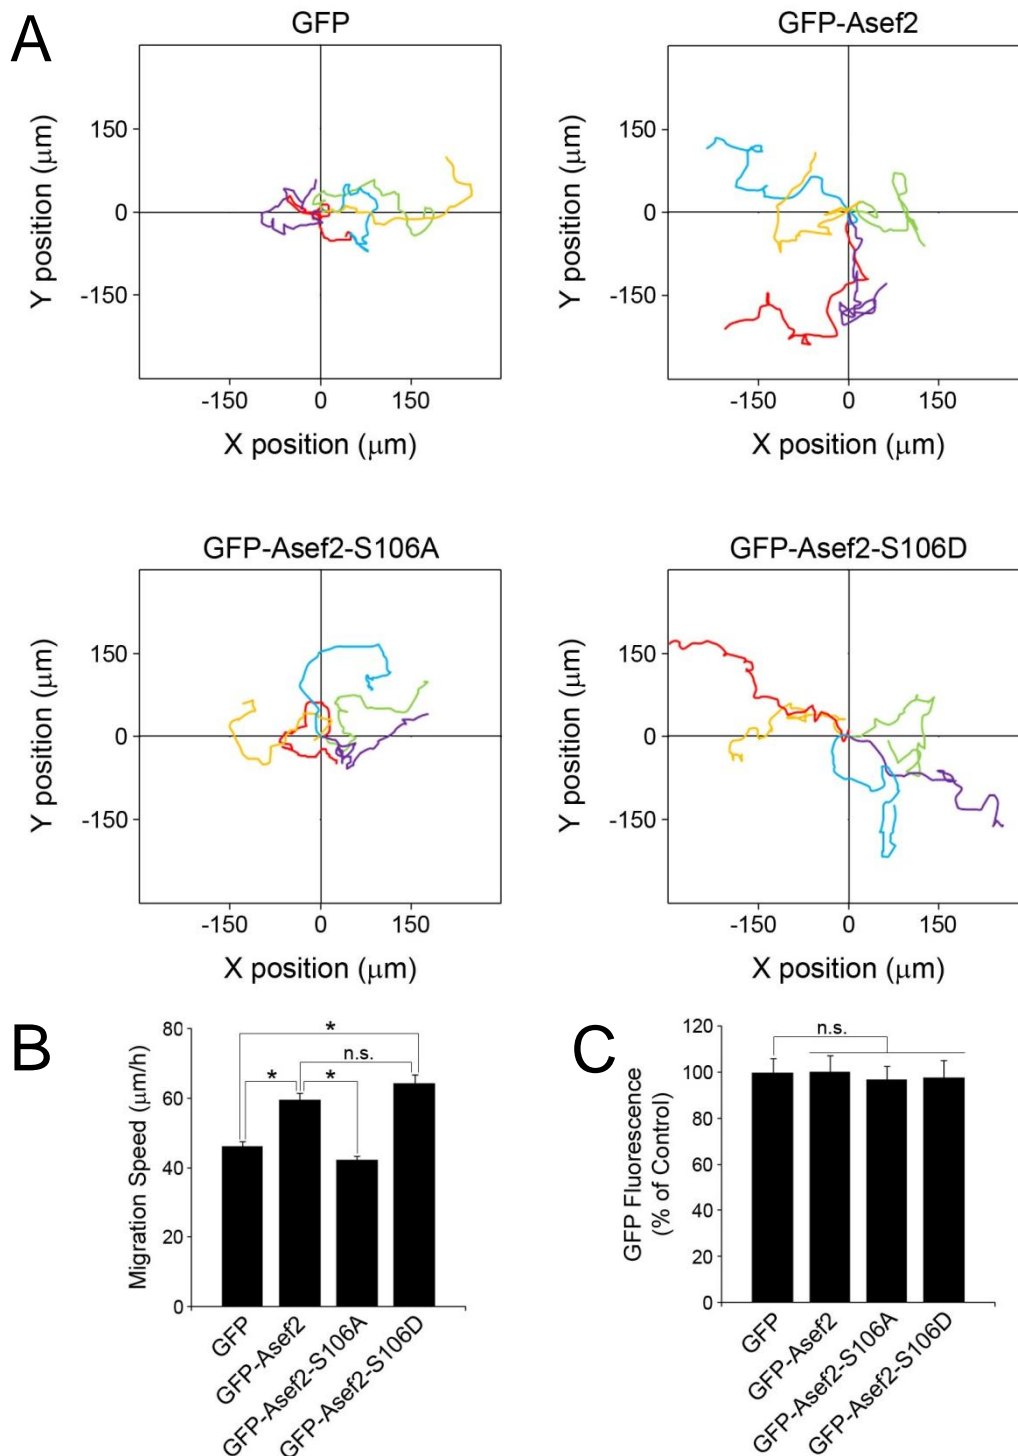 A
GFP
Y position (μm)
150
0
-150
-150 0 150
X position (μm)
GFP-Asef2
Y position (μm)
150
0
-150
-150 0 150
X position (μm)
GFP-Asef2-S106A
Y position (μm)
150
0
-150
-150 0 150
X position (μm)
GFP-Asef2-S106D
Y position (μm)
150
0
-150
-150 0 150
X position (μm)
B
Migration Speed (μm/h)
80
60
40
20
0
*
n.s.
* *
GFP
GFP-Asef2
GFP-Asef2-S106A
GFP-Asef2-S106D
C
GFP Fluorescence
(% of Control)
120
100
80
60
40
20
0
n.s.
GFP
GFP-Asef2
GFP-Asef2-S106A
GFP-Asef2-S106D